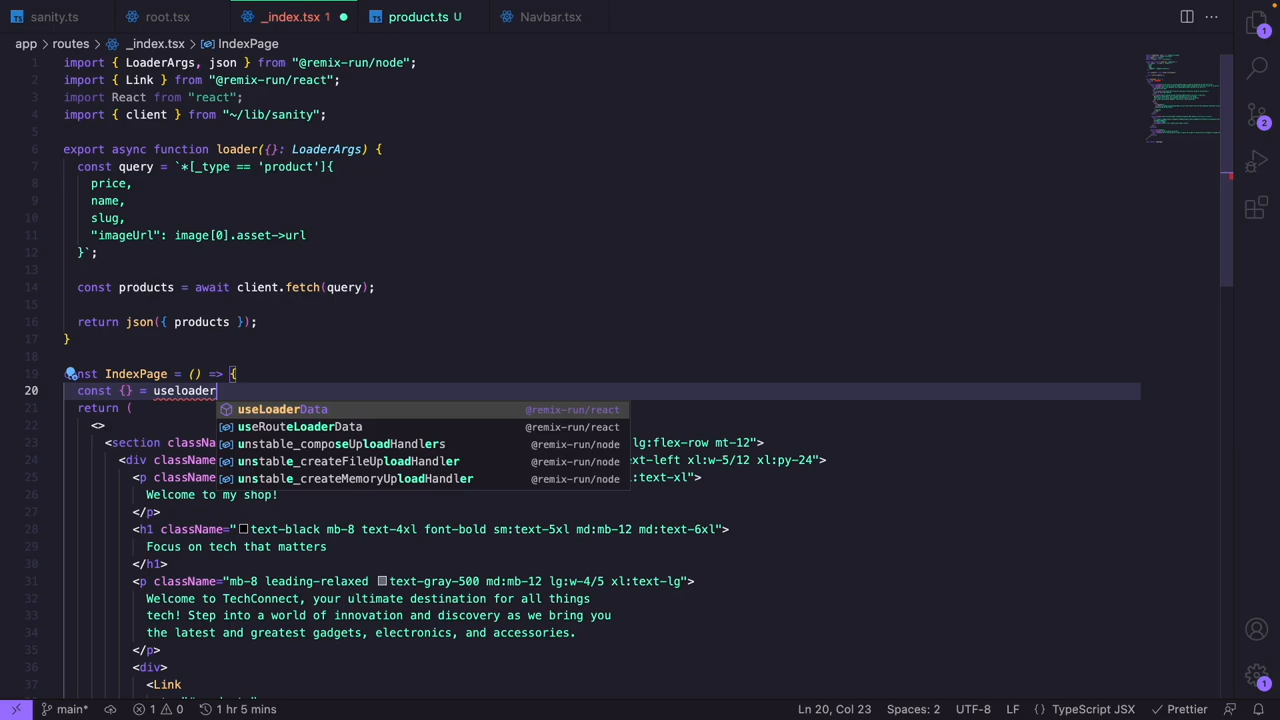 sanity.ts root.tsx _index.tsx 1 product.ts U Navbar.tsx
app > routes > _index.tsx > IndexPage
1 import { LoaderArgs, json } from "@remix-run/node";
2 import { Link } from "@remix-run/react";
3 import React from "react";
4 import { client } from "~/lib/sanity";
5
6 export async function loader({}: LoaderArgs) {
7 const query = `*[_type == 'product']{
8 price,
9 name,
10 slug,
11 "imageUrl": image[0].asset->url
12 }`;
13
14 const products = await client.fetch(query);
15
16 return json({ products });
17 }
18
19 nst IndexPage = () => {
20 const {} = useloader
21 return (
useLoaderData @remix-run/react
useRouteLoaderData @remix-run/react
unstable_composeUploadHandlers @remix-run/node
unstable_createFileUploadHandler @remix-run/node
unstable_createMemoryUploadHandler @remix-run/node
22 <>
23 <section classNa lg:flex-row mt-12">
24 <div className text-left xl:w-5/12 xl:py-24">
25 <p classNam :text-xl">
26 Welcome to my shop!
27 </p>
28 <h1 className="text-black mb-8 text-4xl font-bold sm:text-5xl md:mb-12 md:text-6xl">
29 Focus on tech that matters
30 </h1>
31 <p className="mb-8 leading-relaxed text-gray-500 md:mb-12 lg:w-4/5 xl:text-lg">
32 Welcome to TechConnect, your ultimate destination for all things
33 tech! Step into a world of innovation and discovery as we bring you
34 the latest and greatest gadgets, electronics, and accessories.
35 </p>
36 <div>
37 <Link
1
2
1
main* 1 0 1 hr 5 mins Ln 20, Col 23 Spaces: 2 UTF-8 LF {} TypeScript JSX Prettier